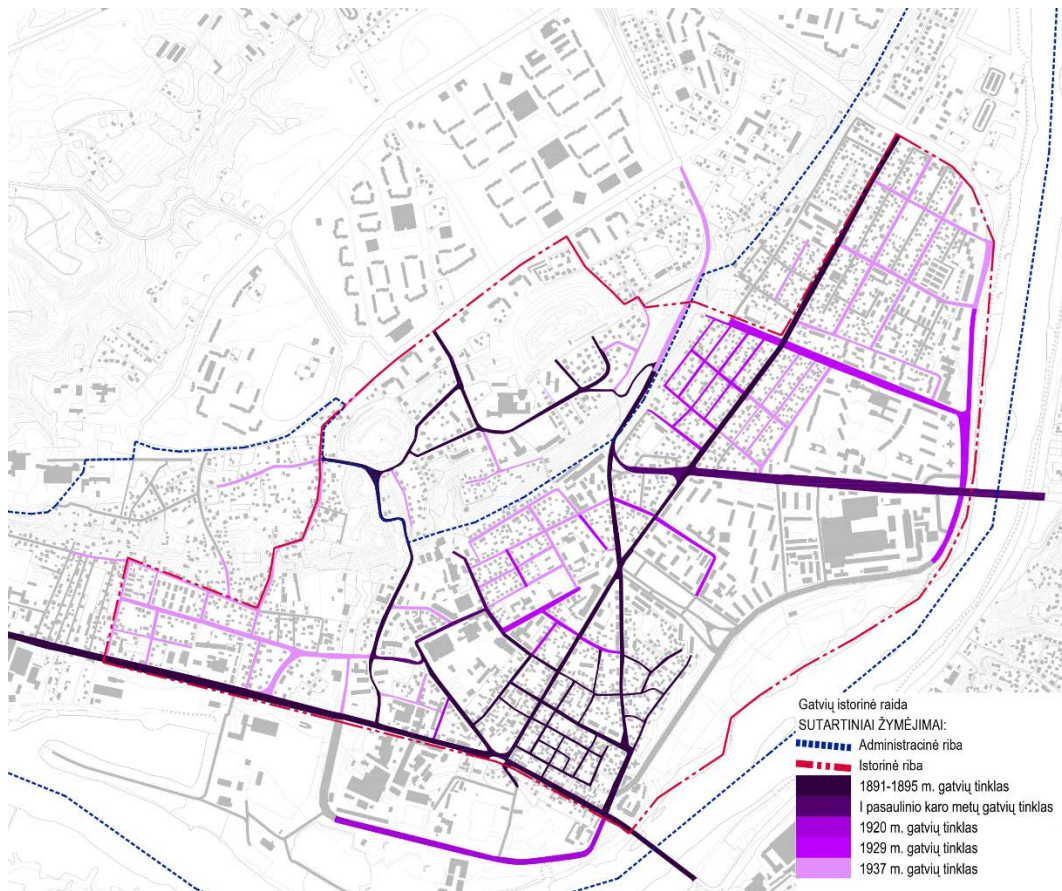 Gatvių istorinė raida
SUTARTINIAI ŽYMĖJIMAI:
Administracinė riba
Istorinė riba
1891-1895 m. gatvių tinklas
I pasaulinio karo metų gatvių tinklas
1920 m. gatvių tinklas
1929 m. gatvių tinklas
1937 m. gatvių tinklas